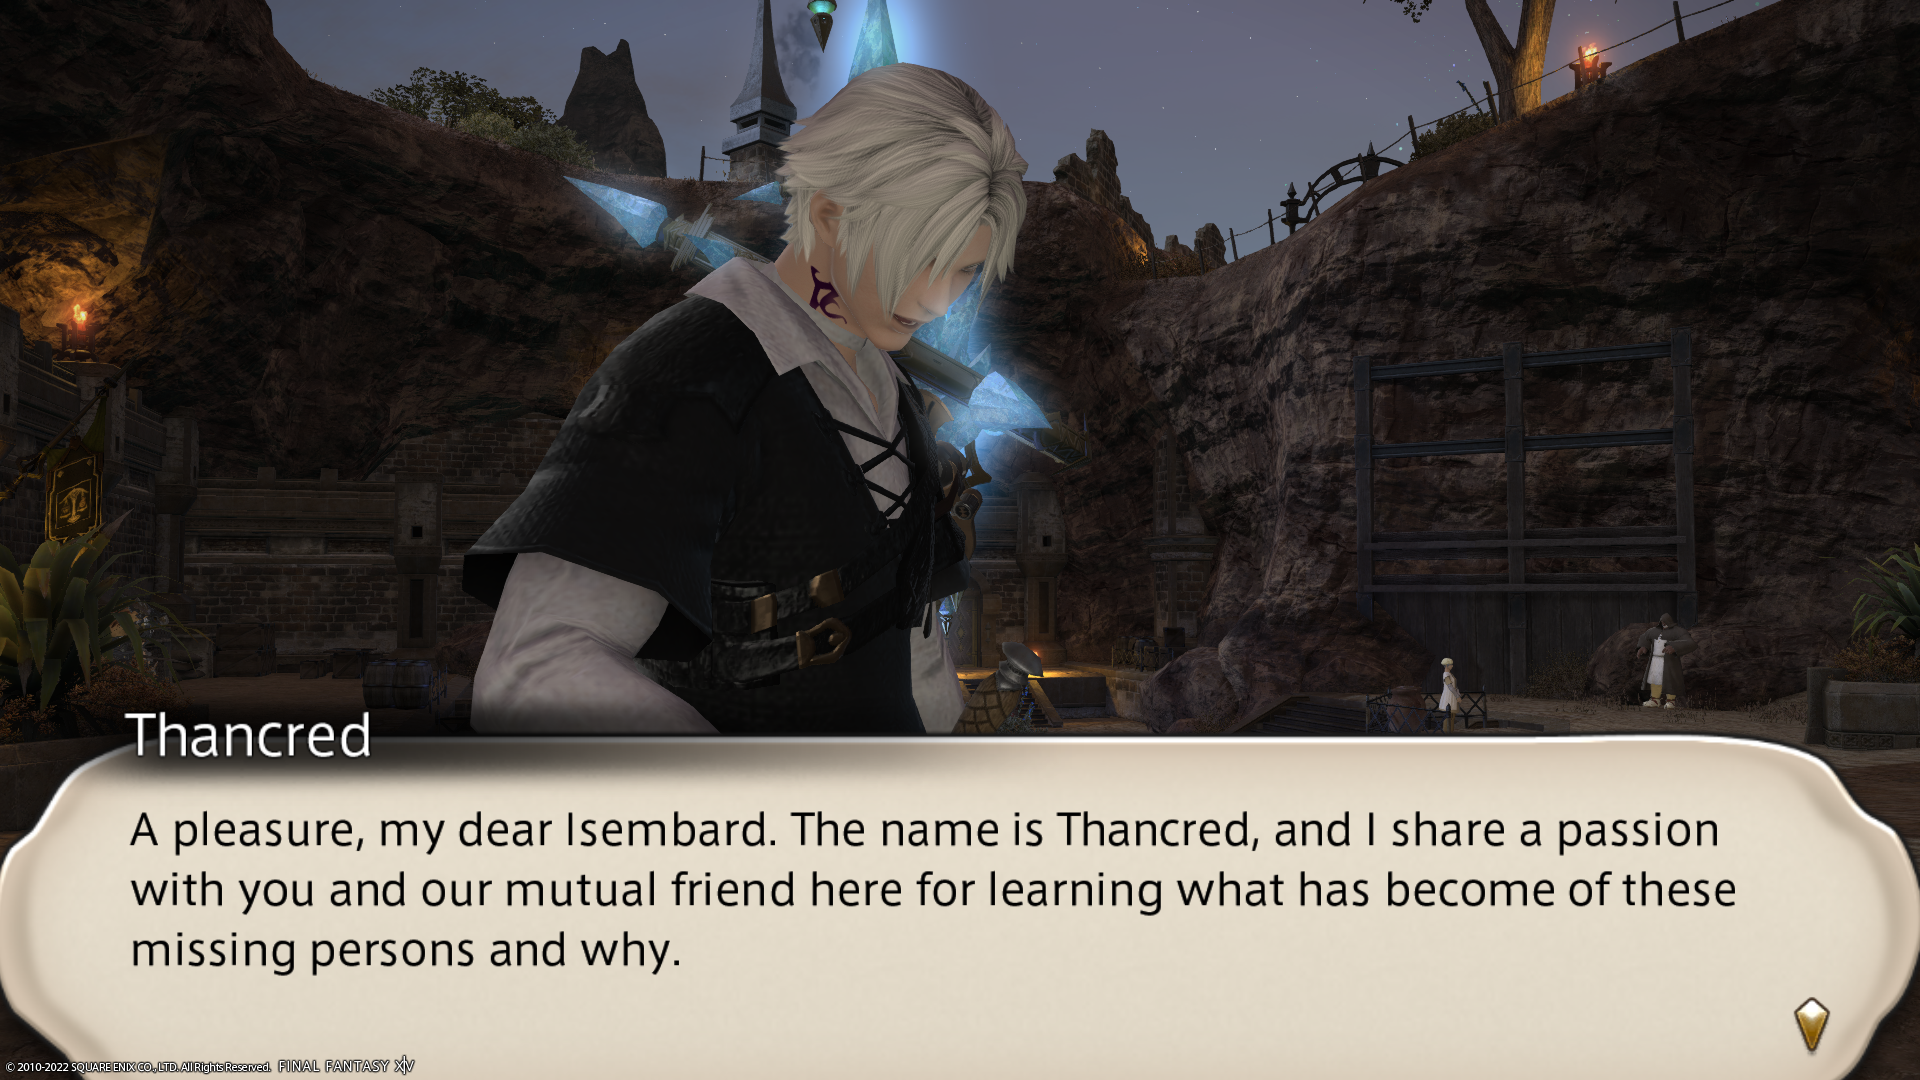 Thancred
A pleasure, my dear Isembard. The name is Thancred, and I share a passion
with you and our mutual friend here for learning what has become of these
missing persons and why.
© 2010-2022 SQUARE ENIX CO., LTD. All Rights Reserved. FINAL FANTASY XIV